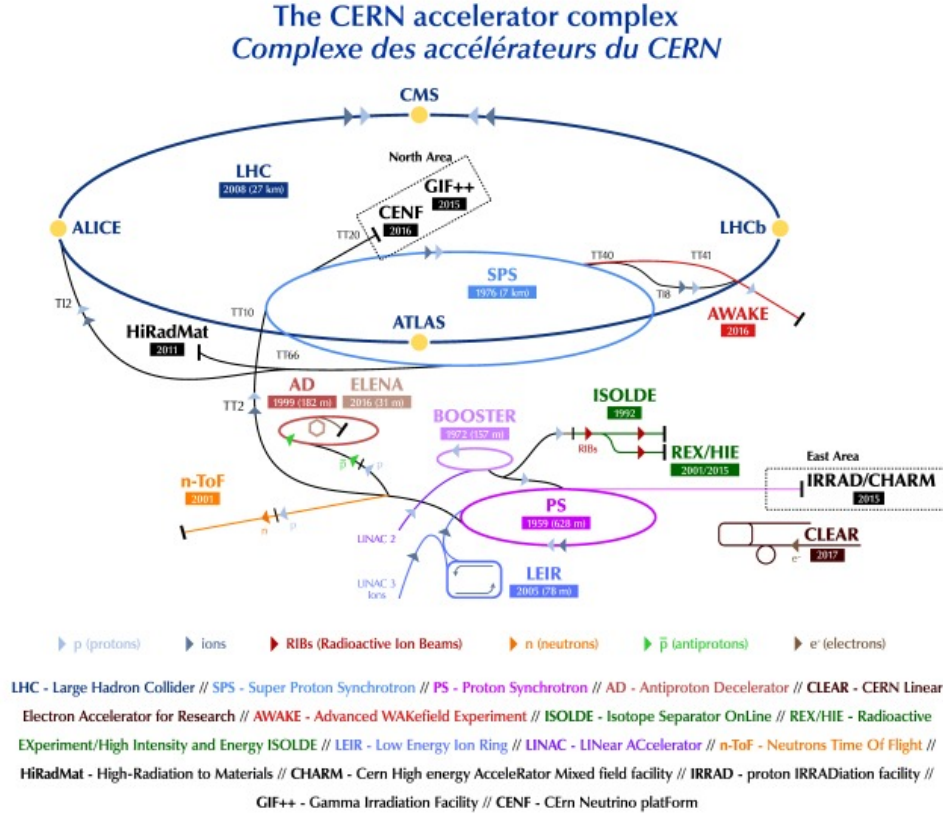 The CERN accelerator complex
Complexe des accélérateurs du CERN
CMS
North Area
LHC
2008 (27 km)
GIF++
2015
CENF
2016
ALICE
TT20
LHCb
TT40
TT41
SPS
1976 (7 km)
TI2
TI8
TT10
AWAKE
2016
ATLAS
HiRadMat
2011
TT66
AD
1999 (182 m)
ELENA
2016 (31 m)
TT2
ISOLDE
1992
BOOSTER
1972 (157 m)
RIBs
REX/HIE
2001/2015
East Area
p̅
p
IRRAD/CHARM
2015
n-ToF
2001
PS
1959 (628 m)
n
p
LINAC 2
CLEAR
2017
e-
LINAC 3
Ions
LEIR
2005 (78 m)
p (protons)
ions
RIBs (Radioactive Ion Beams)
n (neutrons)
p̅ (antiprotons)
e- (electrons)
LHC - Large Hadron Collider // SPS - Super Proton Synchrotron // PS - Proton Synchrotron // AD - Antiproton Decelerator // CLEAR - CERN Linear
Electron Accelerator for Research // AWAKE - Advanced WAKefield Experiment // ISOLDE - Isotope Separator OnLine // REX/HIE - Radioactive
EXperiment/High Intensity and Energy ISOLDE // LEIR - Low Energy Ion Ring // LINAC - LINear ACcelerator // n-ToF - Neutrons Time Of Flight //
HiRadMat - High-Radiation to Materials // CHARM - Cern High energy AcceleRator Mixed field facility // IRRAD - proton IRRADiation facility //
GIF++ - Gamma Irradiation Facility // CENF - CErn Neutrino platForm